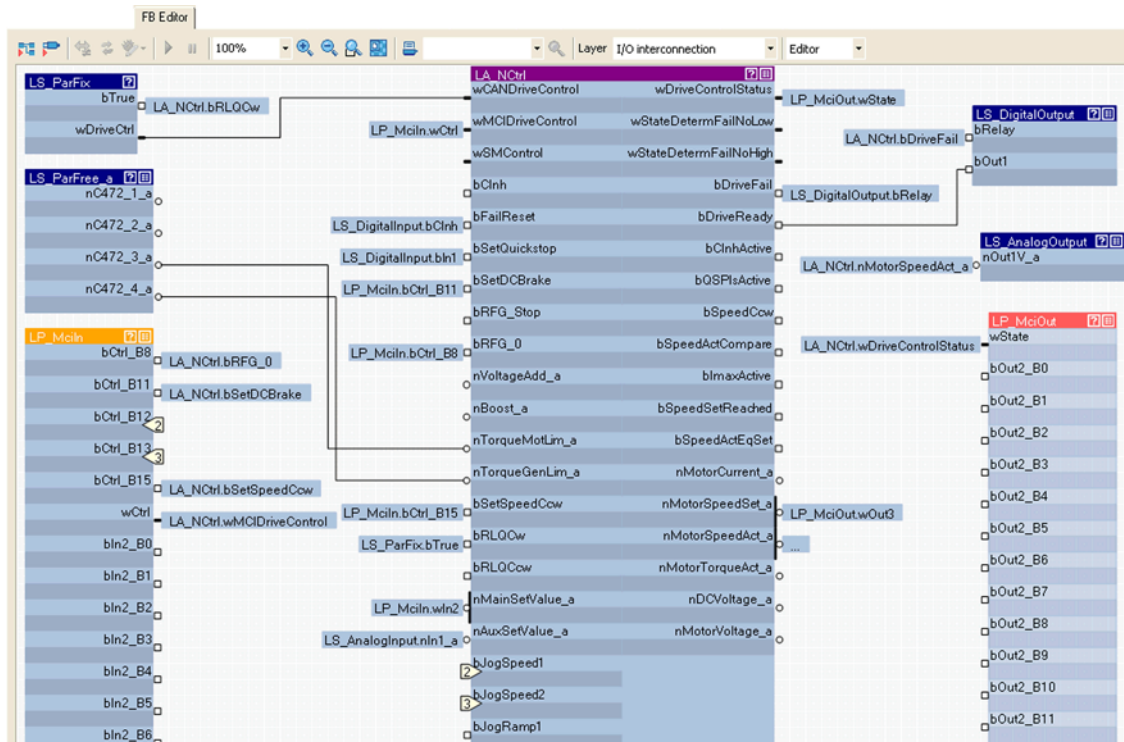 FB Editor
100%
Layer I/O interconnection
Editor
LS_ParFix
bTrue
LA_NCtrl.bRLQCw
wDriveCtrl
LS_ParFree_a
nC472_1_a
nC472_2_a
nC472_3_a
nC472_4_a
LP_MciIn
bCtrl_B8
LA_NCtrl.bRFG_0
bCtrl_B11
LA_NCtrl.bSetDCBrake
bCtrl_B12
2
bCtrl_B13
3
bCtrl_B15
LA_NCtrl.bSetSpeedCcw
wCtrl
LA_NCtrl.wMCIDriveControl
bIn2_B0
bIn2_B1
bIn2_B2
bIn2_B3
bIn2_B4
bIn2_B5
bIn2_B6
LA_NCtrl
wCANDriveControl wDriveControlStatus
LP_MciOut.wState
LP_MciIn.wCtrl
wMCIDriveControl wStateDetermFailNoLow
wSMControl wStateDetermFailNoHigh
bCInh bDriveFail
LS_DigitalOutput.bRelay
LS_DigitalInput.bCInh
bFailReset bDriveReady
LS_DigitalInput.bIn1
bSetQuickstop bCInhActive
LP_MciIn.bCtrl_B11
bSetDCBrake bQSPIsActive
bRFG_Stop bSpeedCcw
LP_MciIn.bCtrl_B8
bRFG_0 bSpeedActCompare
nVoltageAdd_a bImaxActive
nBoost_a bSpeedSetReached
nTorqueMotLim_a bSpeedActEqSet
nTorqueGenLim_a nMotorCurrent_a
LP_MciIn.bCtrl_B15
bSetSpeedCcw nMotorSpeedSet_a
LP_MciOut.wOut3
LS_ParFix.bTrue
bRLQCw nMotorSpeedAct_a
...
bRLQCcw nMotorTorqueAct_a
LP_MciIn.wIn2
nMainSetValue_a nDCVoltage_a
LS_AnalogInput.nIn1_a
nAuxSetValue_a nMotorVoltage_a
2
bJogSpeed1
3
bJogSpeed2
bJogRamp1
LS_DigitalOutput
LA_NCtrl.bDriveFail
bRelay
bOut1
LS_AnalogOutput
LA_NCtrl.nMotorSpeedAct_a
nOut1V_a
LP_MciOut
LA_NCtrl.wDriveControlStatus
wState
bOut2_B0
bOut2_B1
bOut2_B2
bOut2_B3
bOut2_B4
bOut2_B5
bOut2_B6
bOut2_B7
bOut2_B8
bOut2_B9
bOut2_B10
bOut2_B11